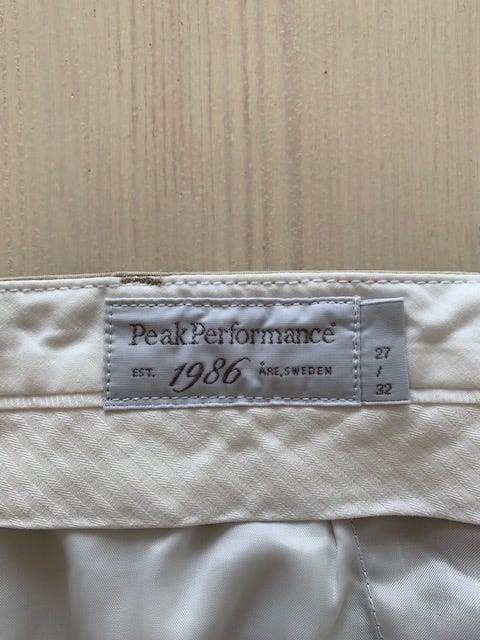 PeakPerformance®
EST. 1986 ÅRE, SWEDEN
27
/
32